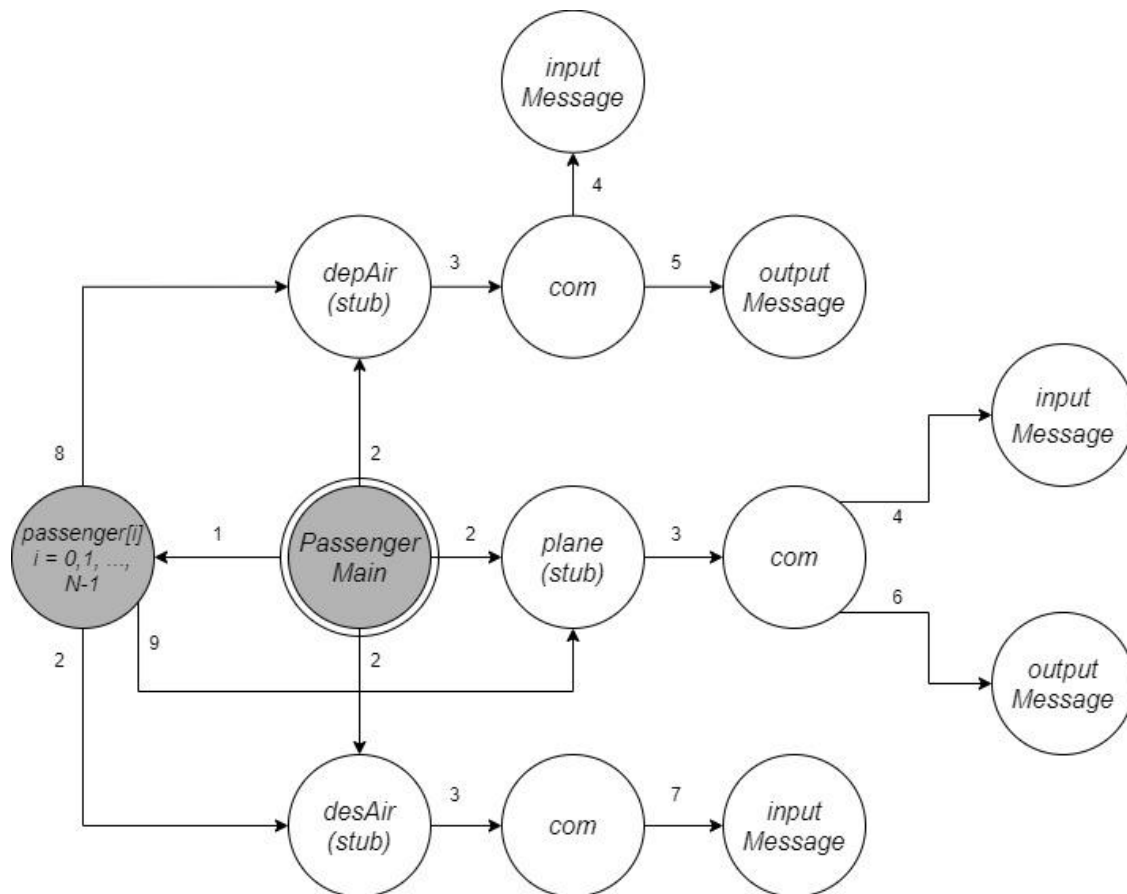 input
Message
4
depAir
(stub)
3
com
5
output
Message
input
Message
8
2
passenger[i]
i = 0,1, ...,
N-1
1
Passenger
Main
2
plane
(stub)
3
com
4
6
2
9
2
output
Message
desAir
(stub)
3
com
7
input
Message